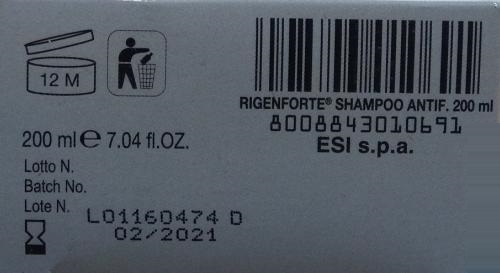 12 M
RIGENFORTE® SHAMPOO ANTIF. 200 ml
8008843010691
ESI s.p.a.
200 ml e 7.04 fl.OZ.
Lotto N.
Batch No.
Lote N.
L01160474 D
02/2021